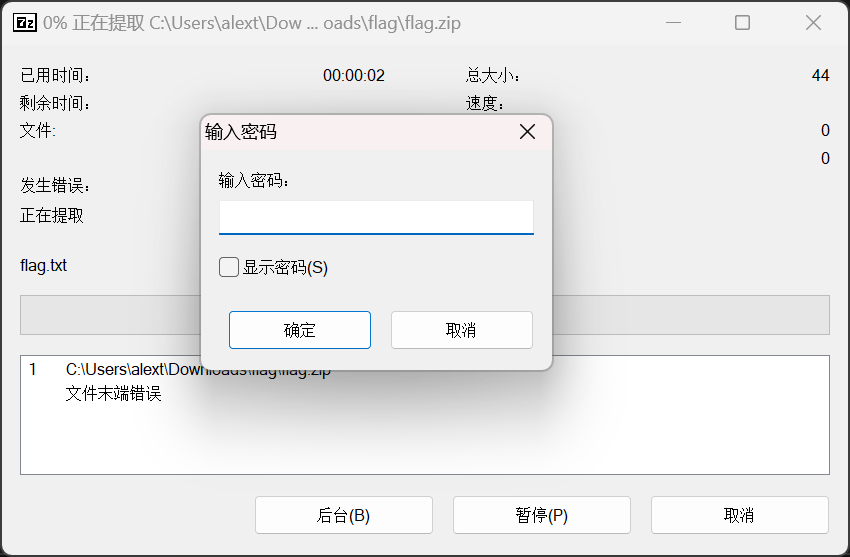 0% 正在提取 C:\Users\alext\Dow ... oads\flag\flag.zip
已用时间： 00:00:02 总大小： 44
剩余时间： 速度：
文件: 0
0
发生错误：
正在提取
flag.txt
输入密码
输入密码：
显示密码(S)
确定 取消
1 C:\Users\alext\Downloads\flag\flag.zip
文件末端错误
后台(B) 暂停(P) 取消